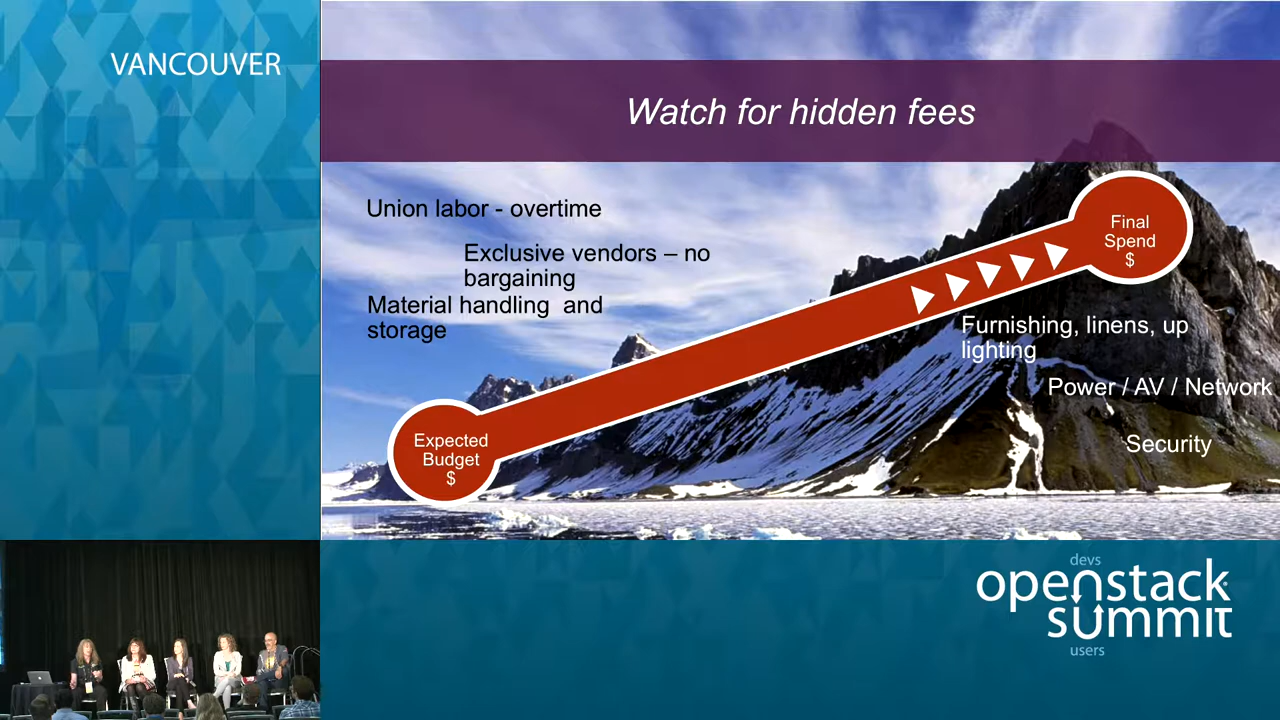 VANCOUVER
Watch for hidden fees
Union labor - overtime
Exclusive vendors – no
bargaining
Material handling and
storage
Final
Spend
$
Furnishing, linens, up
lighting
Power / AV / Network
Security
Expected
Budget
$
devs
openstack
summit
users